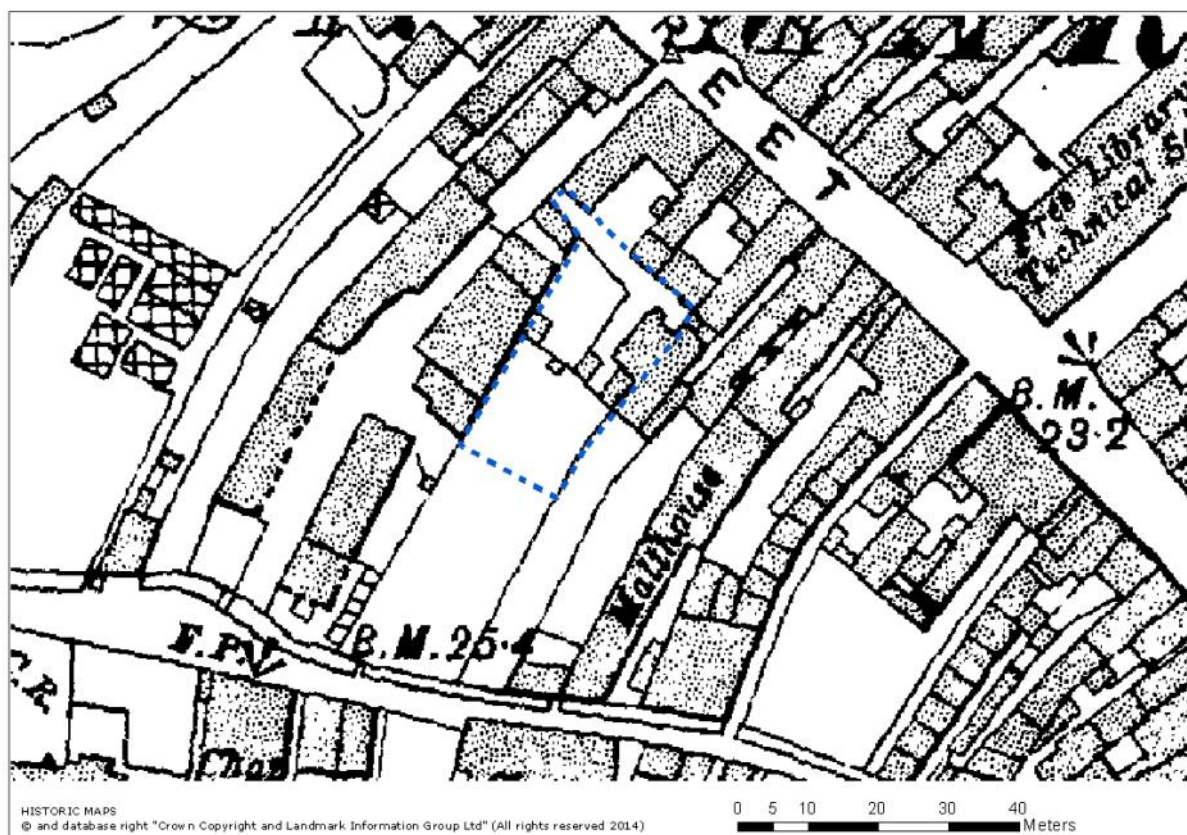 E E T
Free Library
Technical S
B.M.
23·2
Malthouse
F.P.
B.M. 25·4
T.R.
Chap
HISTORIC MAPS
© and database right "Crown Copyright and Landmark Information Group Ltd" (All rights reserved 2014)
0 5 10 20 30 40
Meters